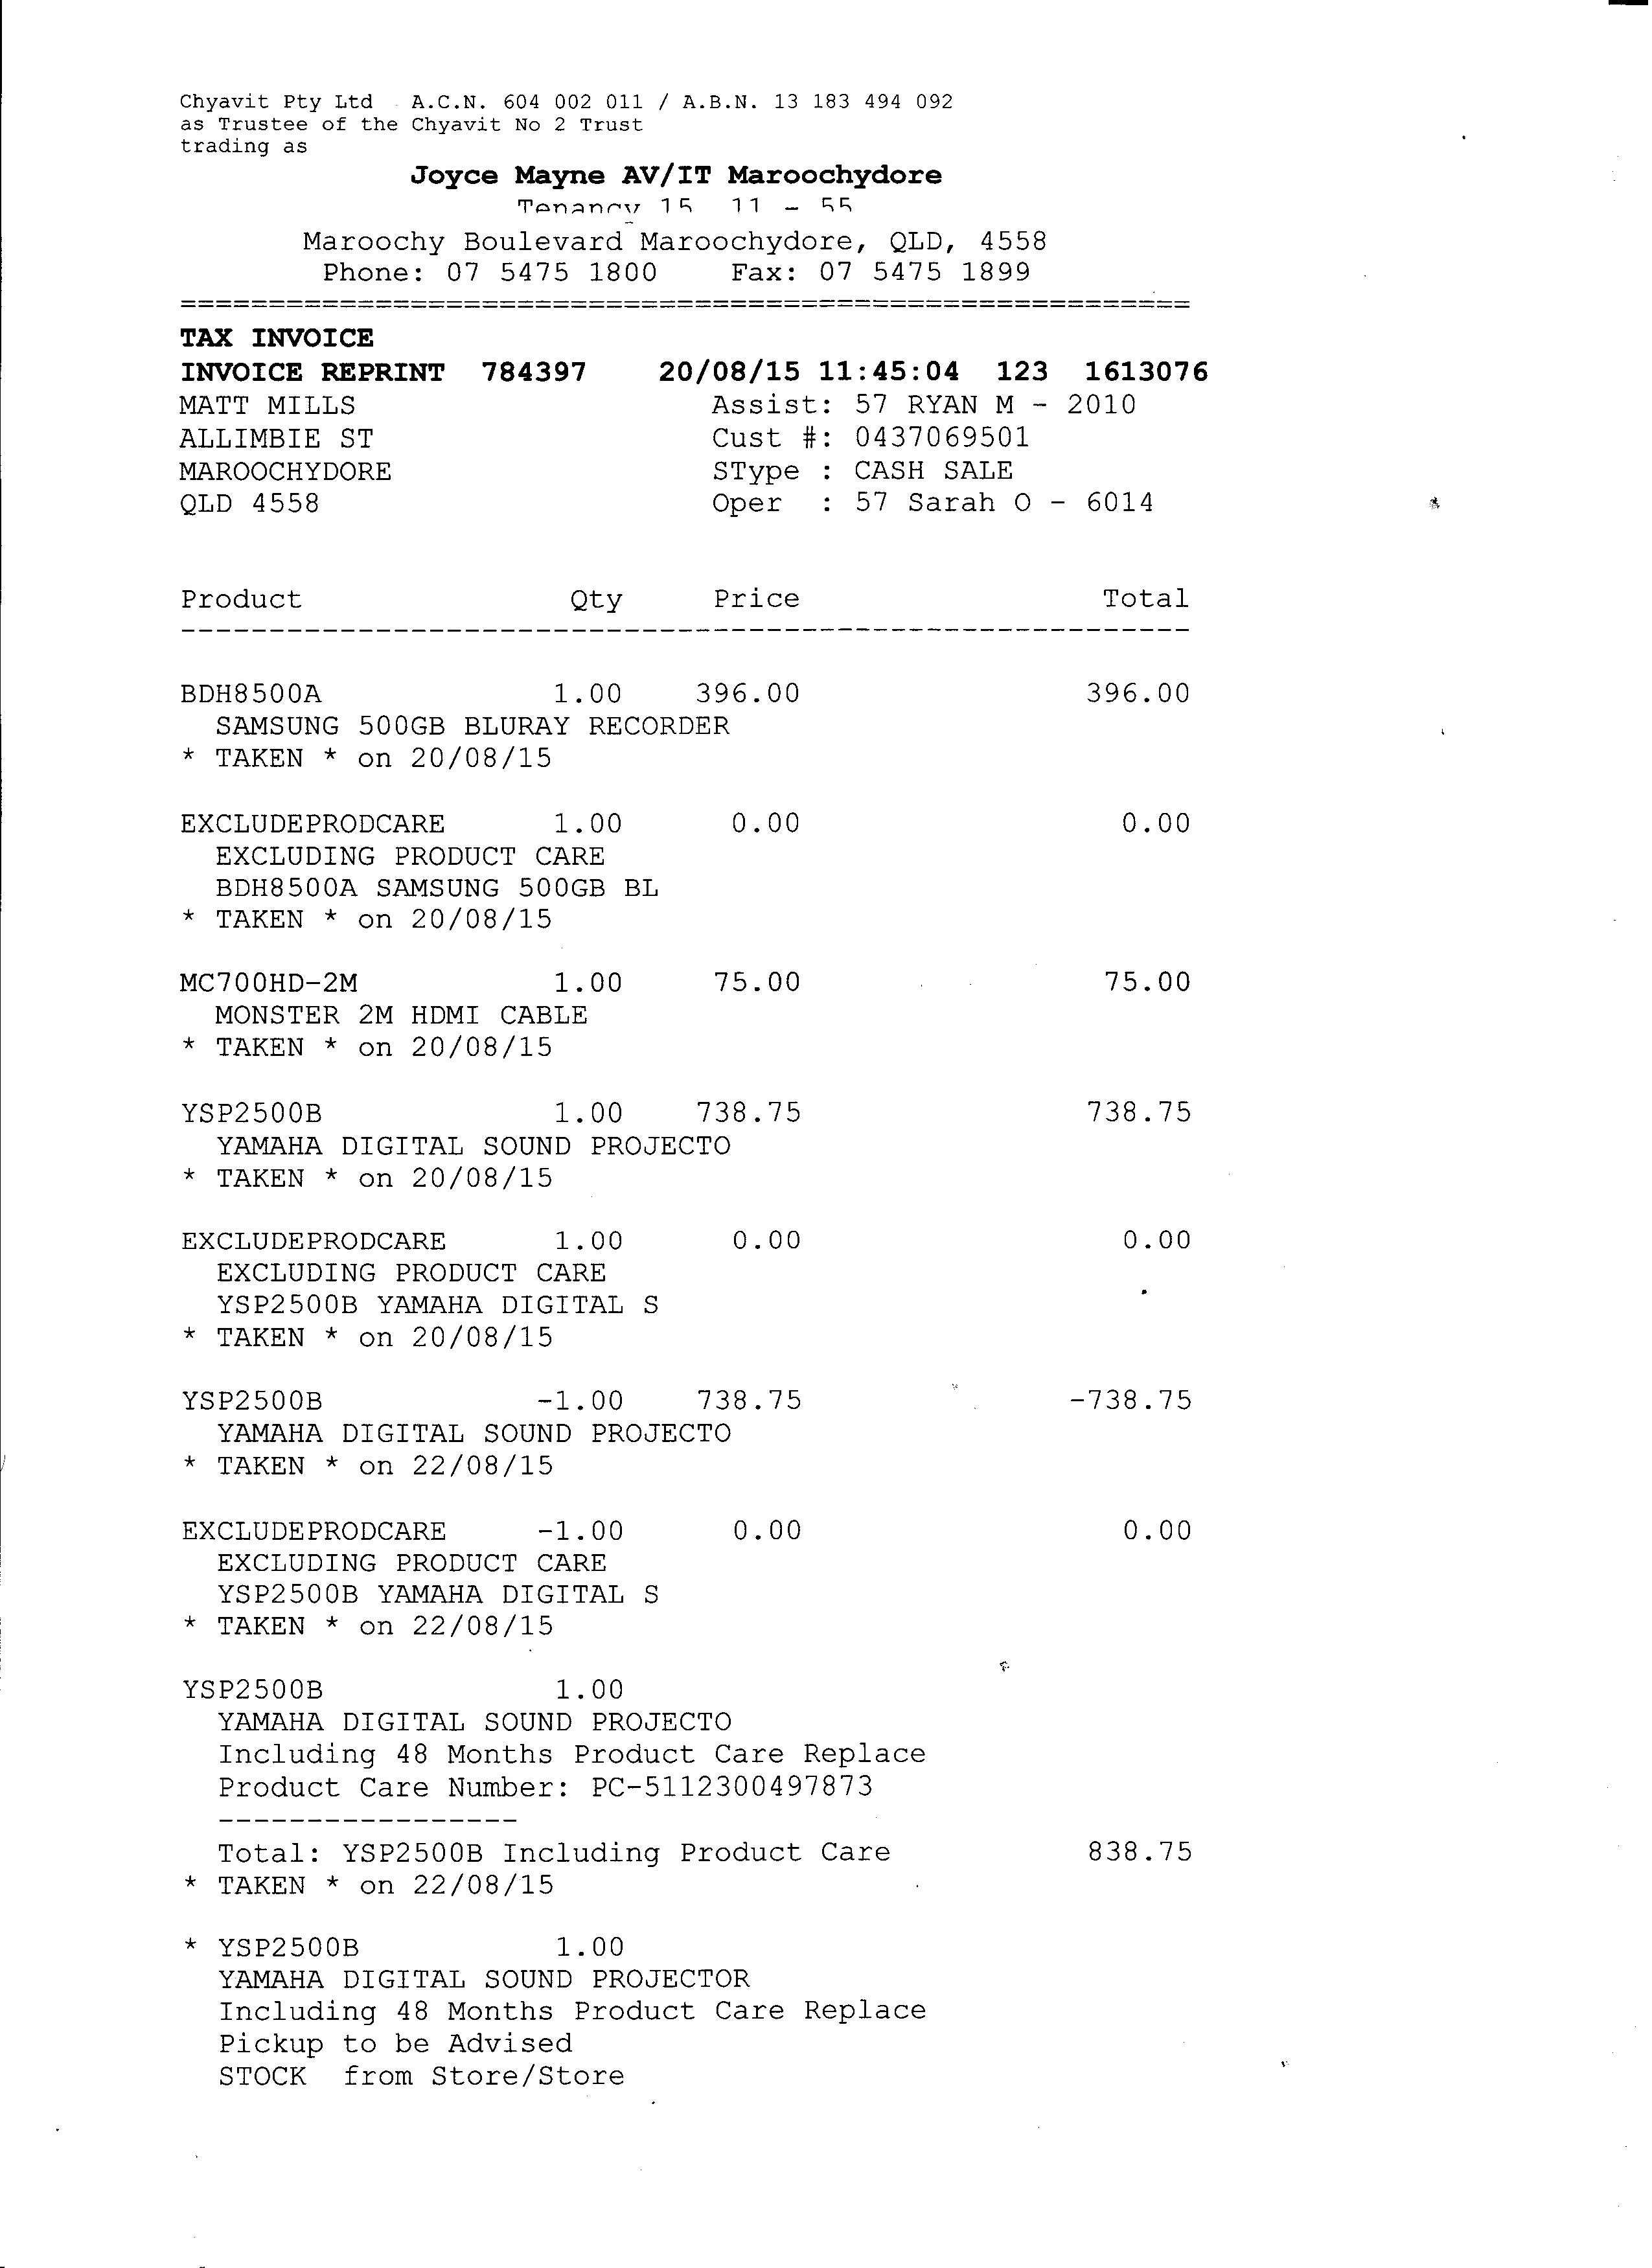 Chyavit Pty Ltd A.C.N. 604 002 011 / A.B.N. 13 183 494 092
as Trustee of the Chyavit No 2 Trust
trading as
Joyce Mayne AV/IT Maroochydore
Tenancy 15 11 - 55
Maroochy Boulevard Maroochydore, QLD, 4558
Phone: 07 5475 1800 Fax: 07 5475 1899
=========================================================
TAX INVOICE
INVOICE REPRINT 784397 20/08/15 11:45:04 123 1613076
MATT MILLS Assist: 57 RYAN M - 2010
ALLIMBIE ST Cust #: 0437069501
MAROOCHYDORE SType : CASH SALE
QLD 4558 Oper : 57 Sarah O - 6014
Product Qty Price Total
---------------------------------------------------------
BDH8500A 1.00 396.00 396.00
SAMSUNG 500GB BLURAY RECORDER
* TAKEN * on 20/08/15
EXCLUDEPRODCARE 1.00 0.00 0.00
EXCLUDING PRODUCT CARE
BDH8500A SAMSUNG 500GB BL
* TAKEN * on 20/08/15
MC700HD-2M 1.00 75.00 75.00
MONSTER 2M HDMI CABLE
* TAKEN * on 20/08/15
YSP2500B 1.00 738.75 738.75
YAMAHA DIGITAL SOUND PROJECTO
* TAKEN * on 20/08/15
EXCLUDEPRODCARE 1.00 0.00 0.00
EXCLUDING PRODUCT CARE
YSP2500B YAMAHA DIGITAL S
* TAKEN * on 20/08/15
YSP2500B -1.00 738.75 -738.75
YAMAHA DIGITAL SOUND PROJECTO
* TAKEN * on 22/08/15
EXCLUDEPRODCARE -1.00 0.00 0.00
EXCLUDING PRODUCT CARE
YSP2500B YAMAHA DIGITAL S
* TAKEN * on 22/08/15
YSP2500B 1.00
YAMAHA DIGITAL SOUND PROJECTO
Including 48 Months Product Care Replace
Product Care Number: PC-5112300497873
-----------------
Total: YSP2500B Including Product Care 838.75
* TAKEN * on 22/08/15
* YSP2500B 1.00
YAMAHA DIGITAL SOUND PROJECTOR
Including 48 Months Product Care Replace
Pickup to be Advised
STOCK from Store/Store